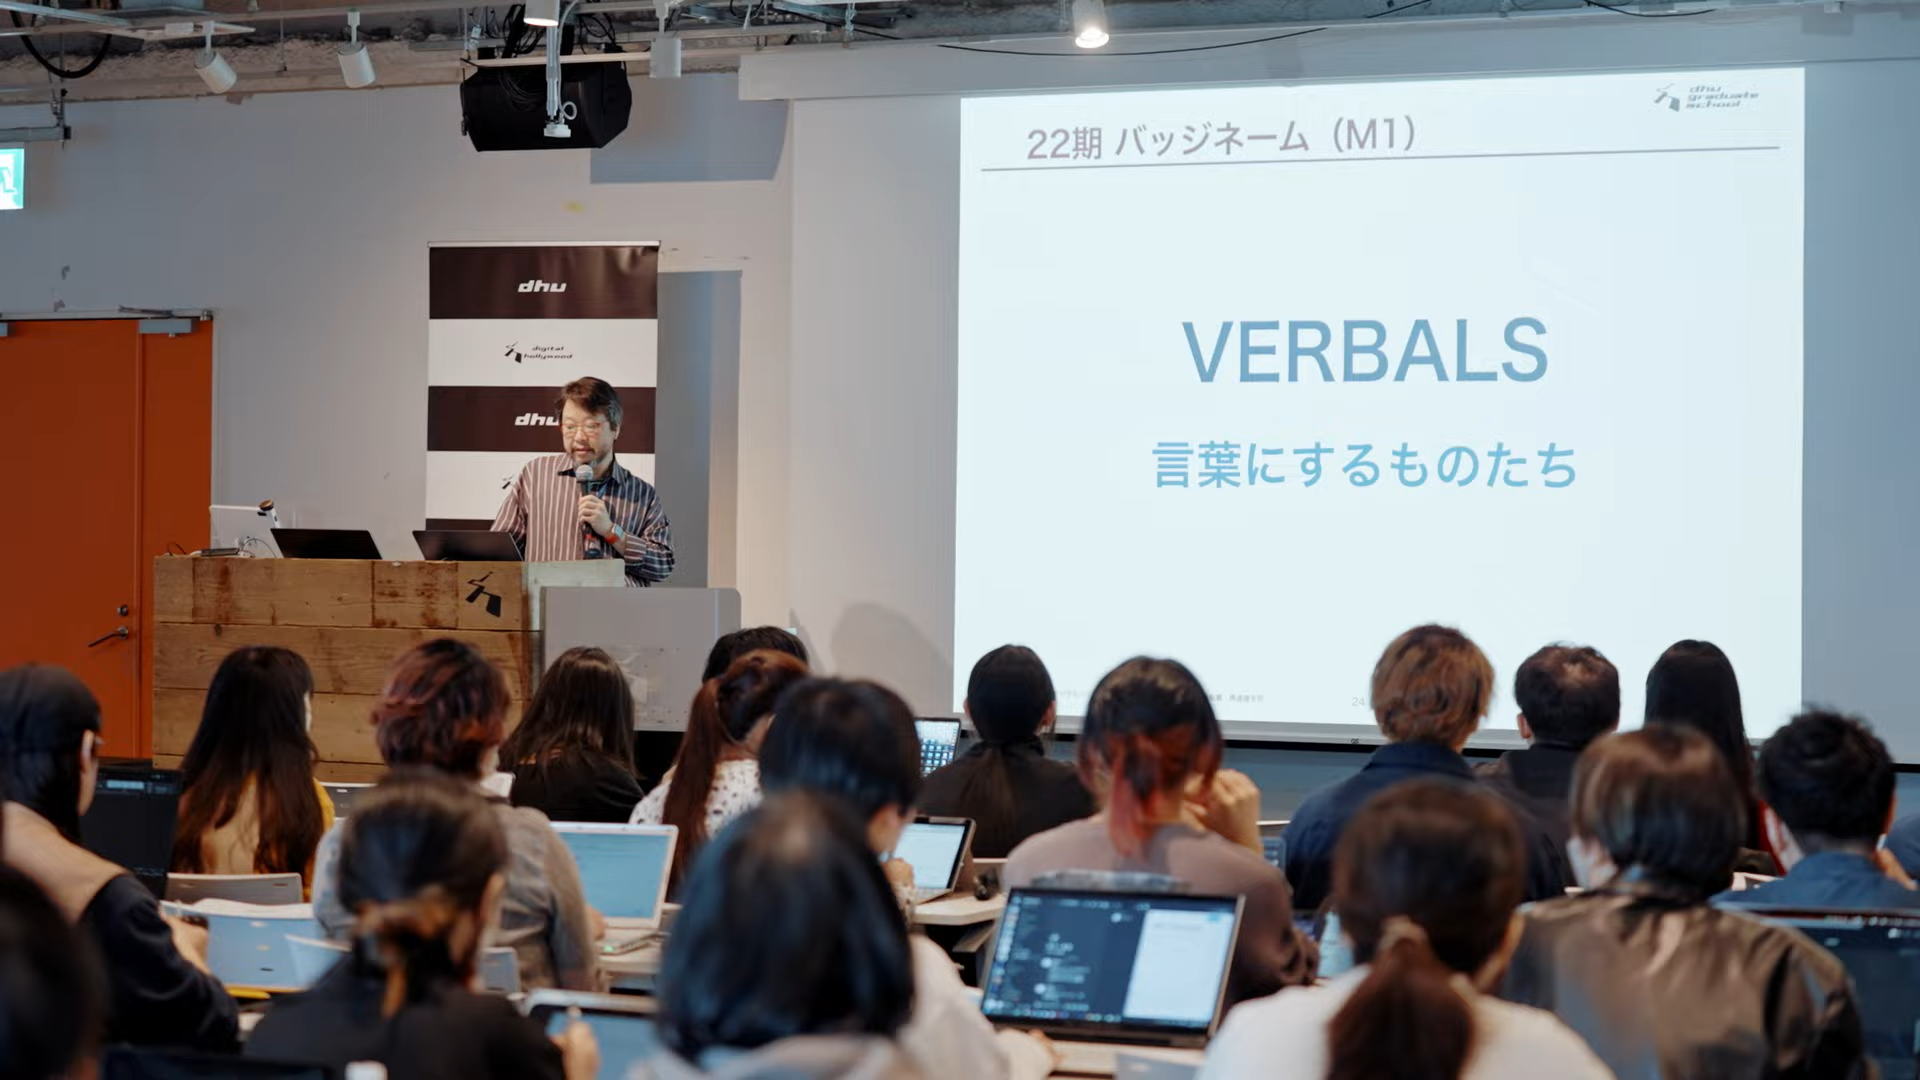 dhu
graduate
school
22期 バッジネーム（M1）
VERBALS
言葉にするものたち
24
dhu
digital
hollywood
dhu